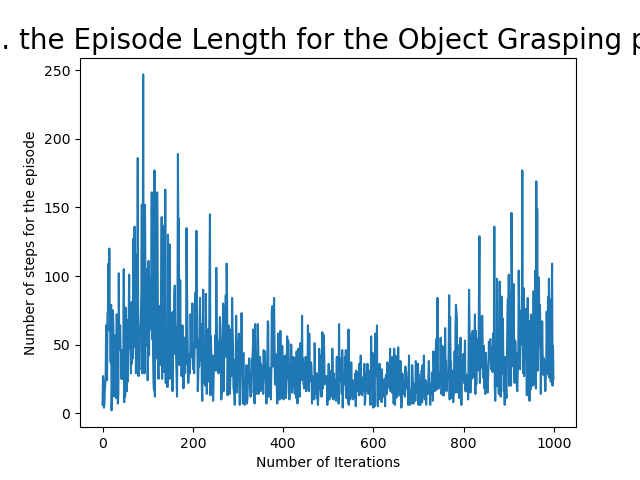 . the Episode Length for the Object Grasping p
250
200
150
100
50
0
Number of steps for the episode
0 200 400 600 800 1000
Number of Iterations